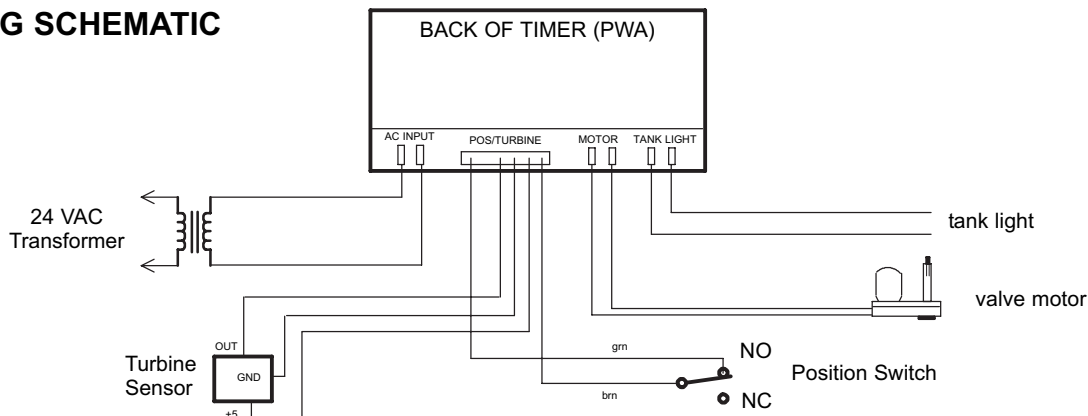 G SCHEMATIC
BACK OF TIMER (PWA)
AC INPUT
POS/TURBINE
MOTOR
TANK LIGHT
24 VAC
Transformer
tank light
valve motor
OUT
Turbine
Sensor
GND
+5
grn
brn
NO
Position Switch
NC